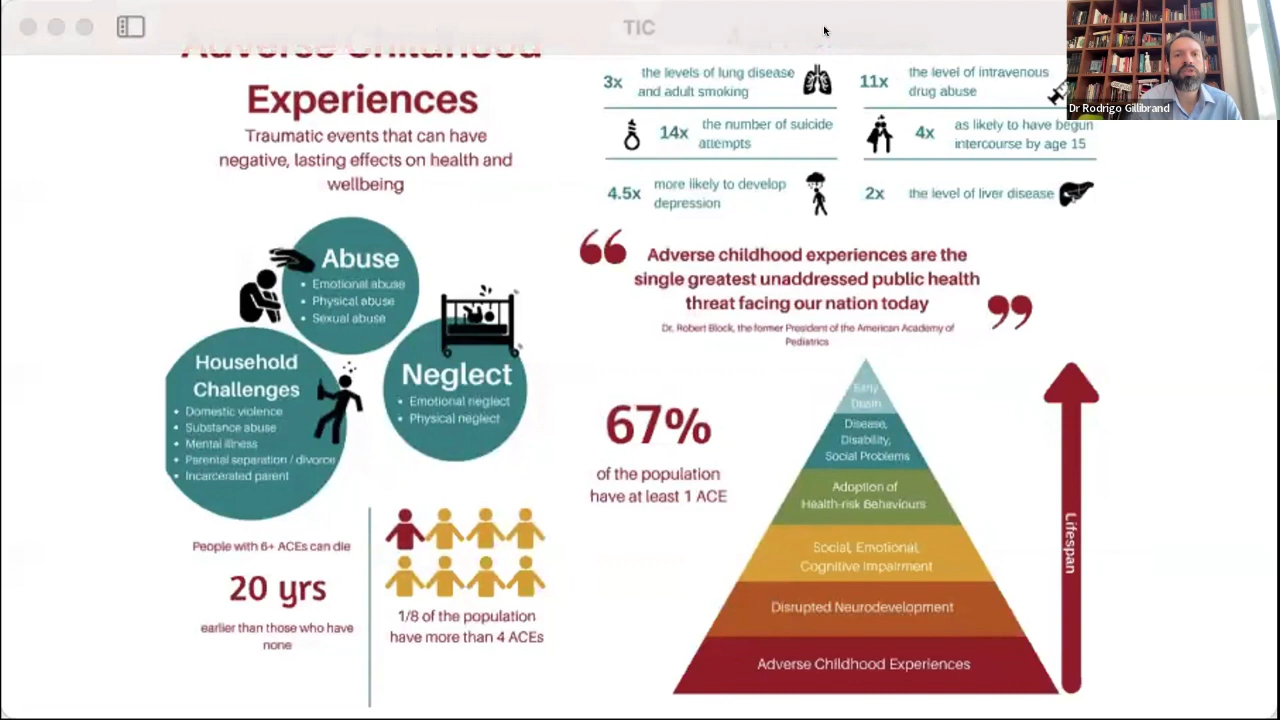 TIC
Dr Rodrigo Gillibrand
Adverse Childhood
Experiences
Traumatic events that can have
negative, lasting effects on health and
wellbeing
Abuse
• Emotional abuse
• Physical abuse
• Sexual abuse
Household
Challenges
• Domestic violence
• Substance abuse
• Mental illness
• Parental separation / divorce
• Incarcerated parent
Neglect
• Emotional neglect
• Physical neglect
People with 6+ ACEs can die
20 yrs
earlier than those who have
none
1/8 of the population
have more than 4 ACEs
3x
the levels of lung disease
and adult smoking
11x
the level of intravenous
drug abuse
14x
the number of suicide
attempts
4x
as likely to have begun
intercourse by age 15
4.5x
more likely to develop
depression
2x
the level of liver disease
“
Adverse childhood experiences are the
single greatest unaddressed public health
threat facing our nation today
”
Dr. Robert Block, the former President of the American Academy of
Pediatrics
67%
of the population
have at least 1 ACE
Early
Death
Disease,
Disability,
Social Problems
Adoption of
Health-risk Behaviours
Social, Emotional,
Cognitive Impairment
Disrupted Neurodevelopment
Adverse Childhood Experiences
Lifespan